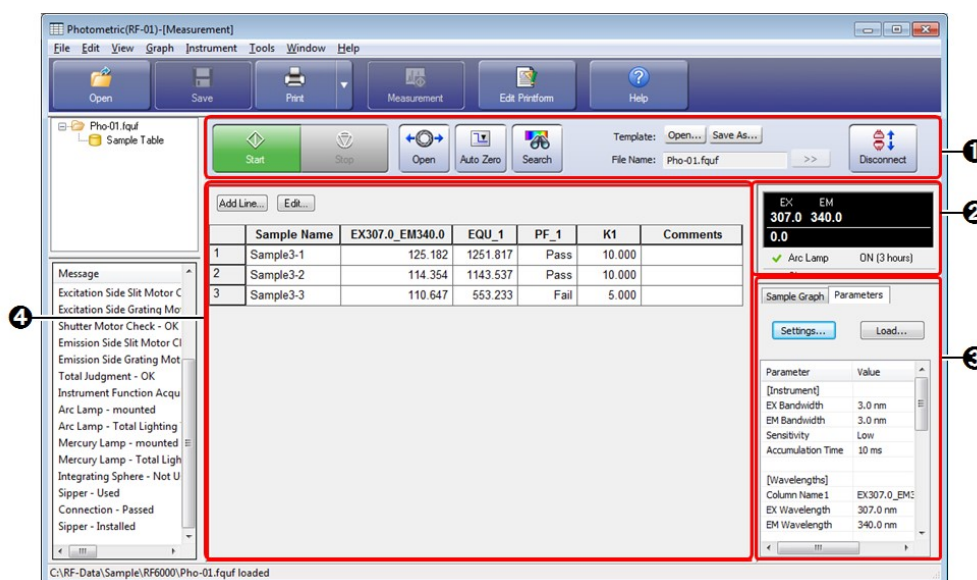 Photometric(RF-01)-[Measurement]
File Edit View Graph Instrument Tools Window Help
Open Save Print Measurement Edit Printform Help
Pho-01.fquf
Sample Table
Start Stop Open Auto Zero Search
Template: Open... Save As...
File Name: Pho-01.fquf >> Disconnect
1
EX EM
307.0 340.0
0.0
Arc Lamp ON (3 hours)
2
Add Line... Edit...
Sample Name EX307.0_EM340.0 EQU_1 PF_1 K1 Comments
1 Sample3-1 125.182 1251.817 Pass 10.000
2 Sample3-2 114.354 1143.537 Pass 10.000
3 Sample3-3 110.647 553.233 Fail 5.000
4
Message
Excitation Side Slit Motor C
Excitation Side Grating Mo
Shutter Motor Check - OK
Emission Side Slit Motor Cl
Emission Side Grating Mot
Total Judgment - OK
Instrument Function Acqu
Arc Lamp - mounted
Arc Lamp - Total Lighting
Mercury Lamp - mounted
Mercury Lamp - Total Ligh
Integrating Sphere - Not U
Sipper - Used
Connection - Passed
Sipper - Installed
Sample Graph Parameters
Settings... Load...
3
Parameter Value
[Instrument]
EX Bandwidth 3.0 nm
EM Bandwidth 3.0 nm
Sensitivity Low
Accumulation Time 10 ms
[Wavelengths]
Column Name1 EX307.0_EM3
EX Wavelength 307.0 nm
EM Wavelength 340.0 nm
C:\RF-Data\Sample\RF6000\Pho-01.fquf loaded